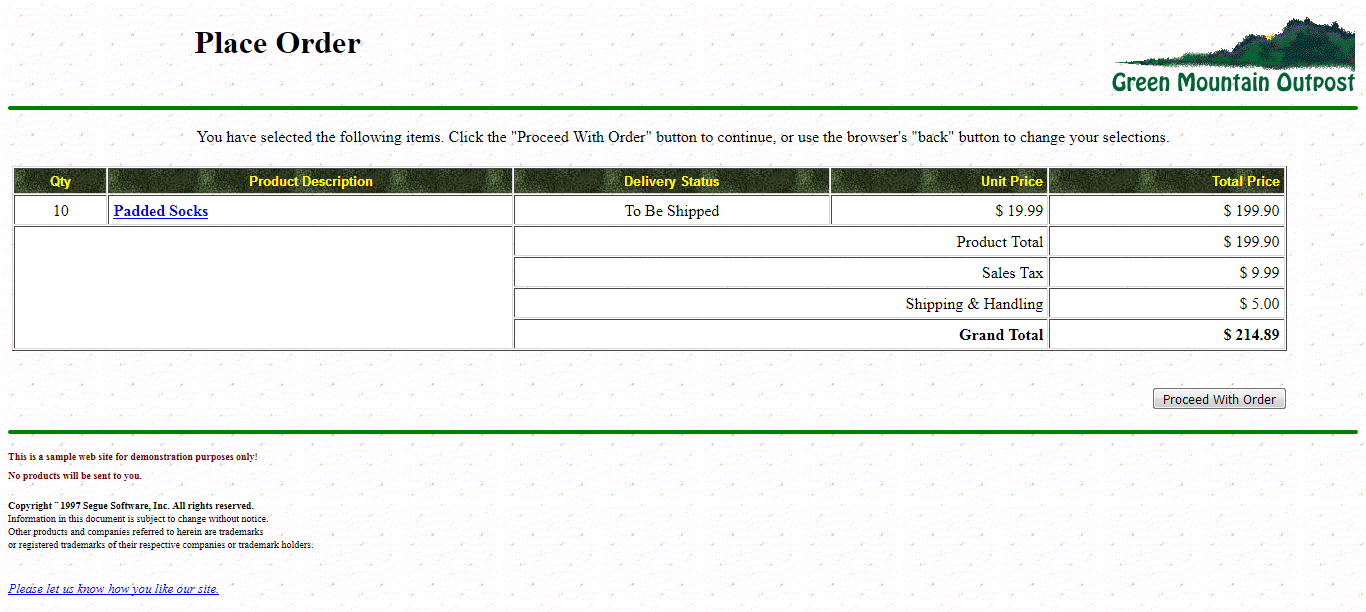 Place Order
Green Mountain Outpost
You have selected the following items. Click the "Proceed With Order" button to continue, or use the browser's "back" button to change your selections.
Qty Product Description Delivery Status Unit Price Total Price
10 Padded Socks To Be Shipped $ 19.99 $ 199.90
Product Total $ 199.90
Sales Tax $ 9.99
Shipping & Handling $ 5.00
Grand Total $ 214.89
Proceed With Order
This is a sample web site for demonstration purposes only!
No products will be sent to you.
Copyright ¨ 1997 Segue Software, Inc. All rights reserved.
Information in this document is subject to change without notice.
Other products and companies referred to herein are trademarks
or registered trademarks of their respective companies or trademark holders.
Please let us know how you like our site.